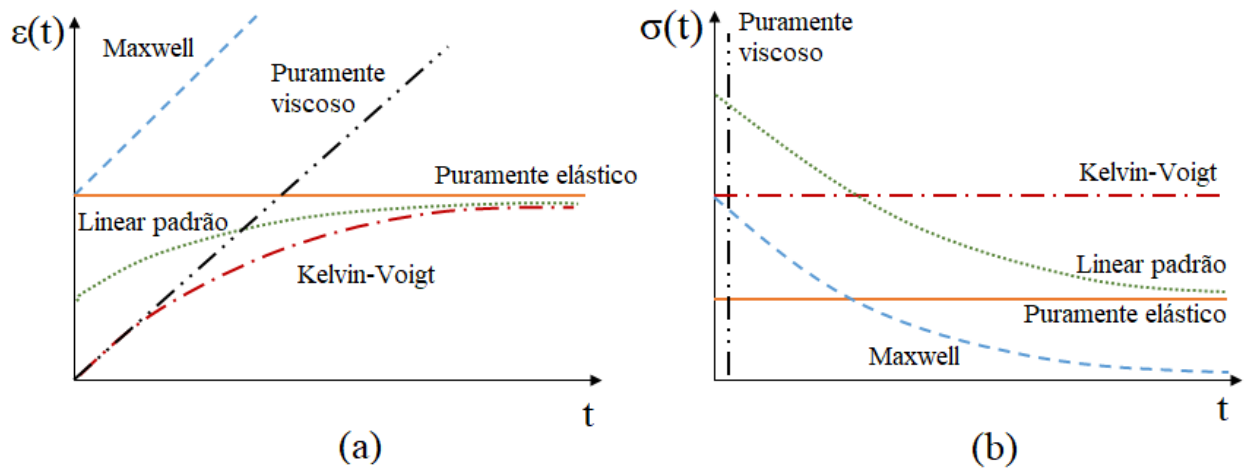 ε(t)
Maxwell
Puramente
viscoso
Puramente elástico
Linear padrão
Kelvin-Voigt
t
(a)
σ(t)
Puramente
viscoso
Kelvin-Voigt
Linear padrão
Puramente elástico
Maxwell
t
(b)